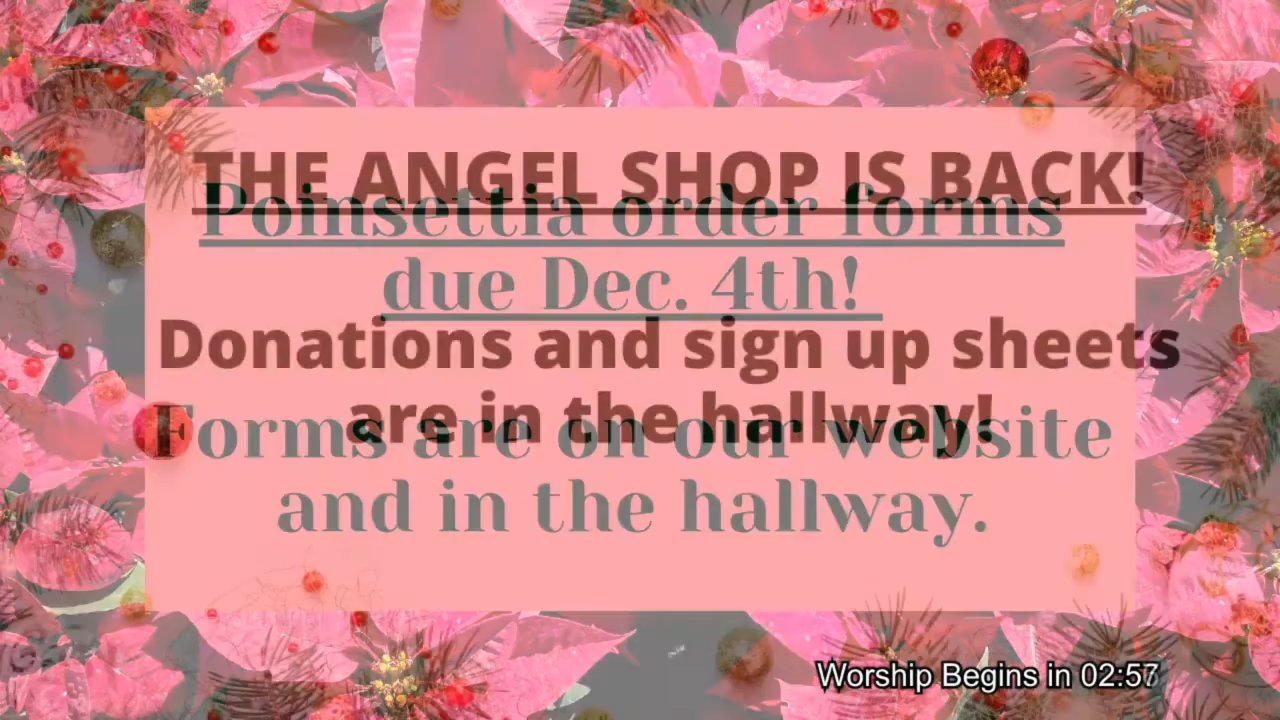 THE ANGEL SHOP IS BACK!
Donations and sign up sheets
are in the hallway!
Poinsettia order forms
due Dec. 4th!
Forms are on our website
and in the hallway.
Worship Begins in 02:57